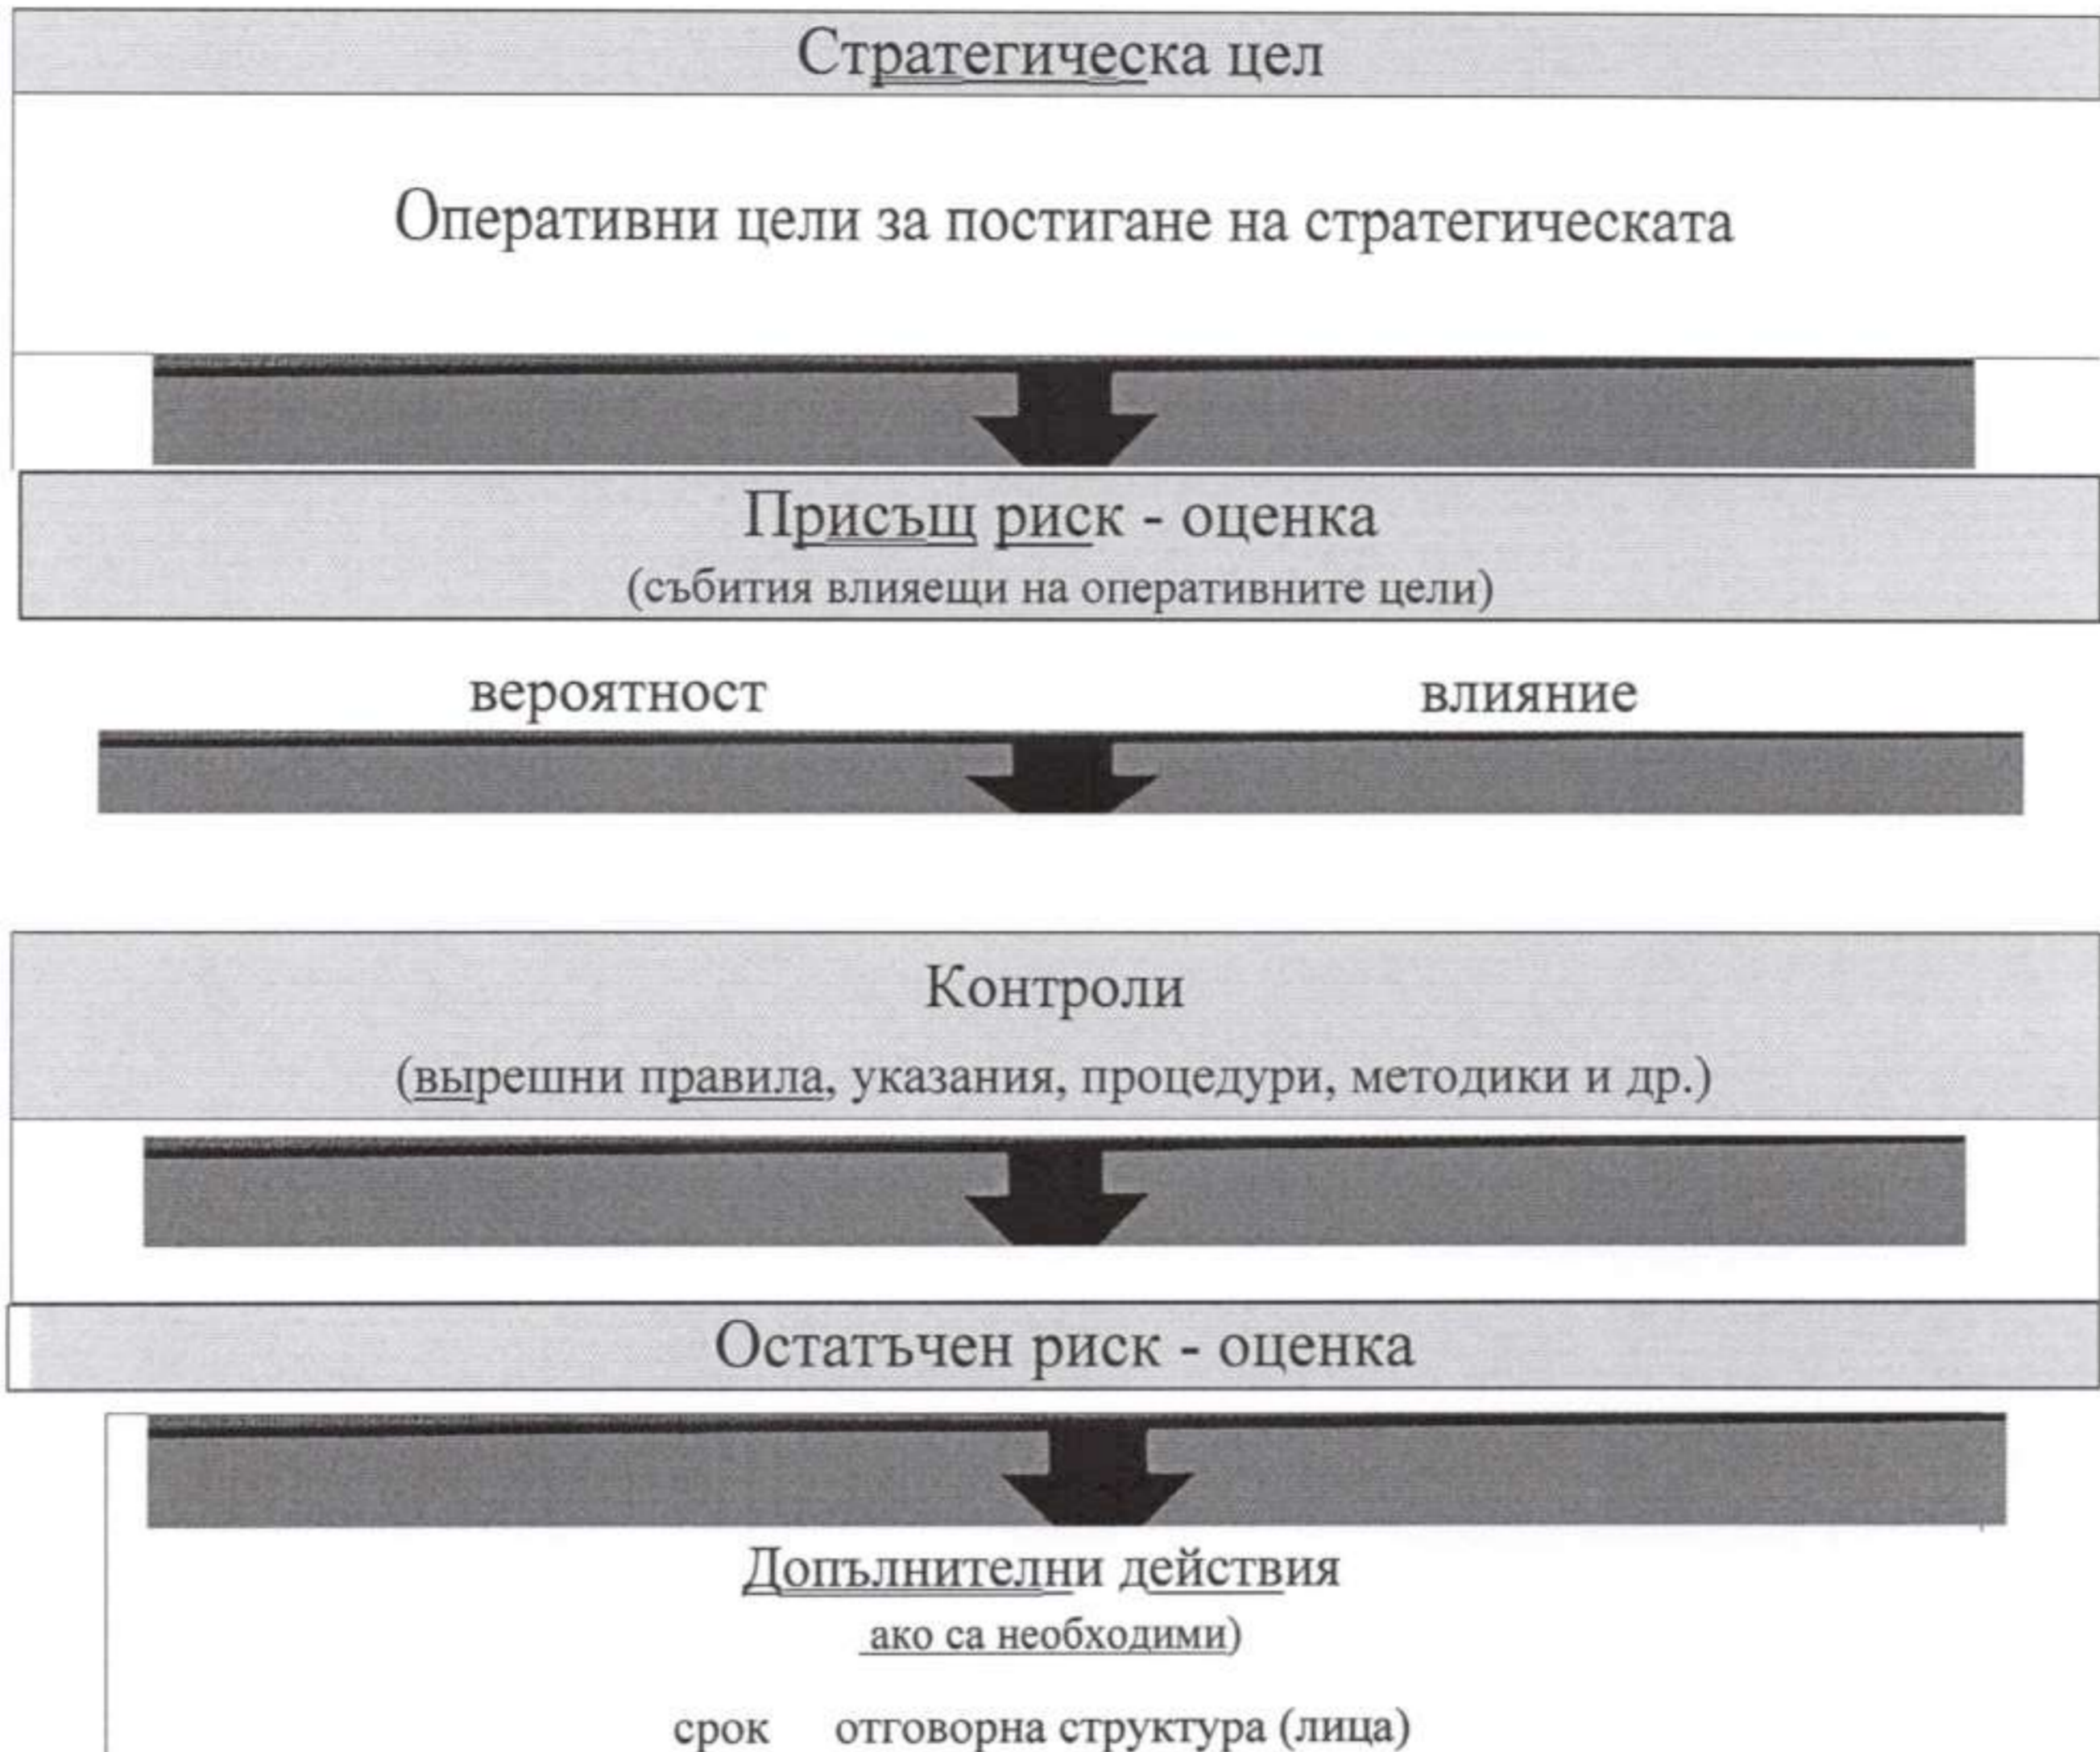 Стратегическа цел
Оперативни цели за постигане на стратегическата
Присъщ риск - оценка
(събития влияещи на оперативните цели)
вероятност влияние
Контроли
(вырешни правила, указания, процедури, методики и др.)
Остатъчен риск - оценка
Допълнителни действия
ако са необходими)
срок отговорна структура (лица)